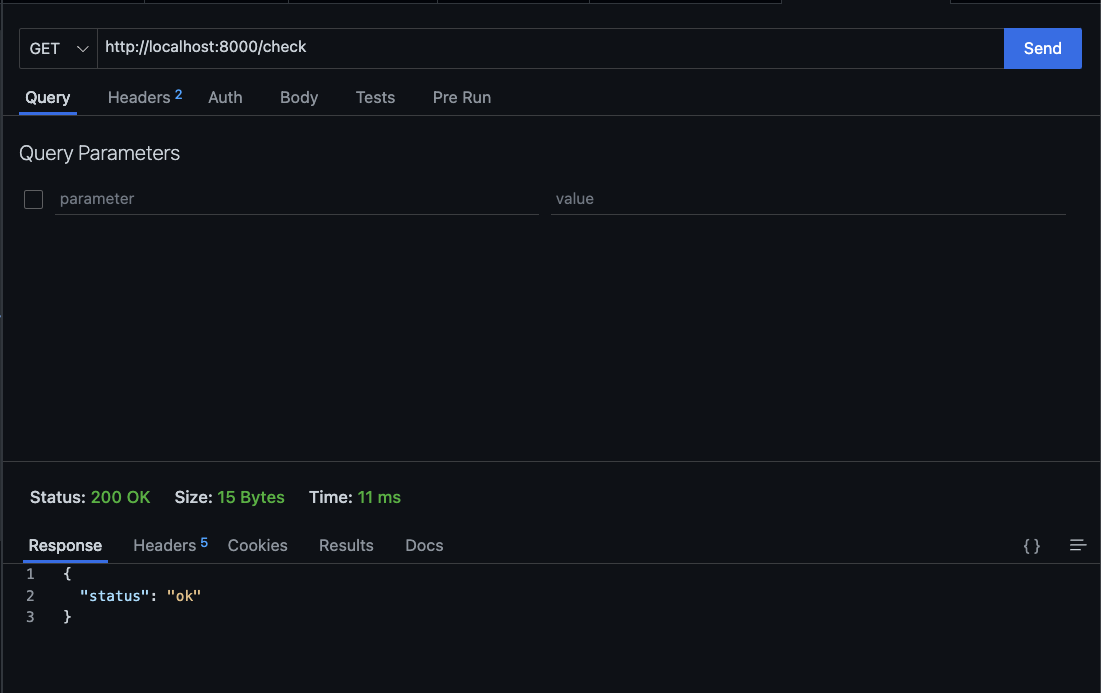 GET http://localhost:8000/check Send
Query Headers 2 Auth Body Tests Pre Run
Query Parameters
parameter value
Status: 200 OK Size: 15 Bytes Time: 11 ms
Response Headers 5 Cookies Results Docs { }
1 {
2 "status": "ok"
3 }